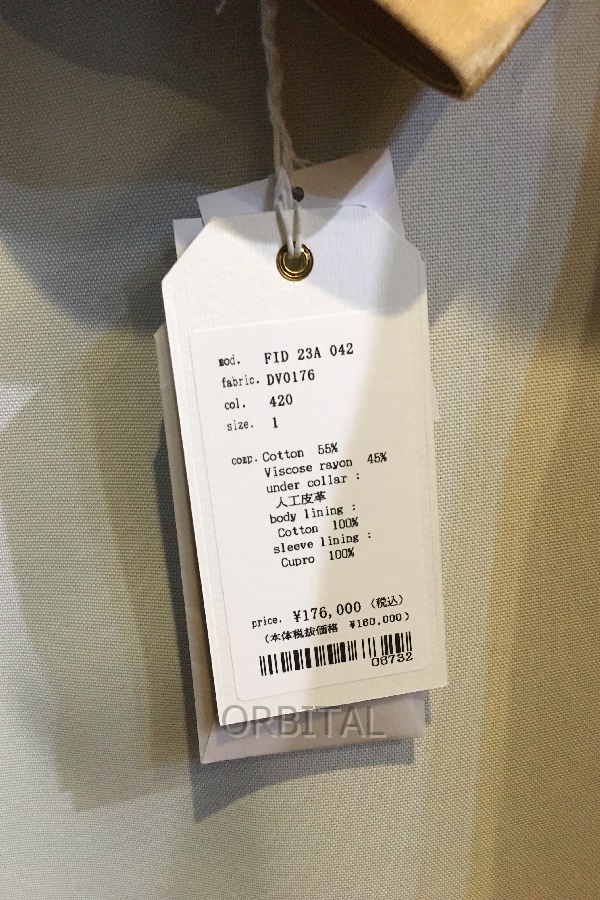 mod. FID 23A 042
fabric. DV0176
col. 420
size. 1
comp. Cotton 55%
Viscose rayon 45%
under collar :
人工皮革
body lining :
Cotton 100%
sleeve lining :
Cupro 100%
price. ¥176,000 (税込)
(本体税抜価格 ¥160,000)
08732
ORBITAL